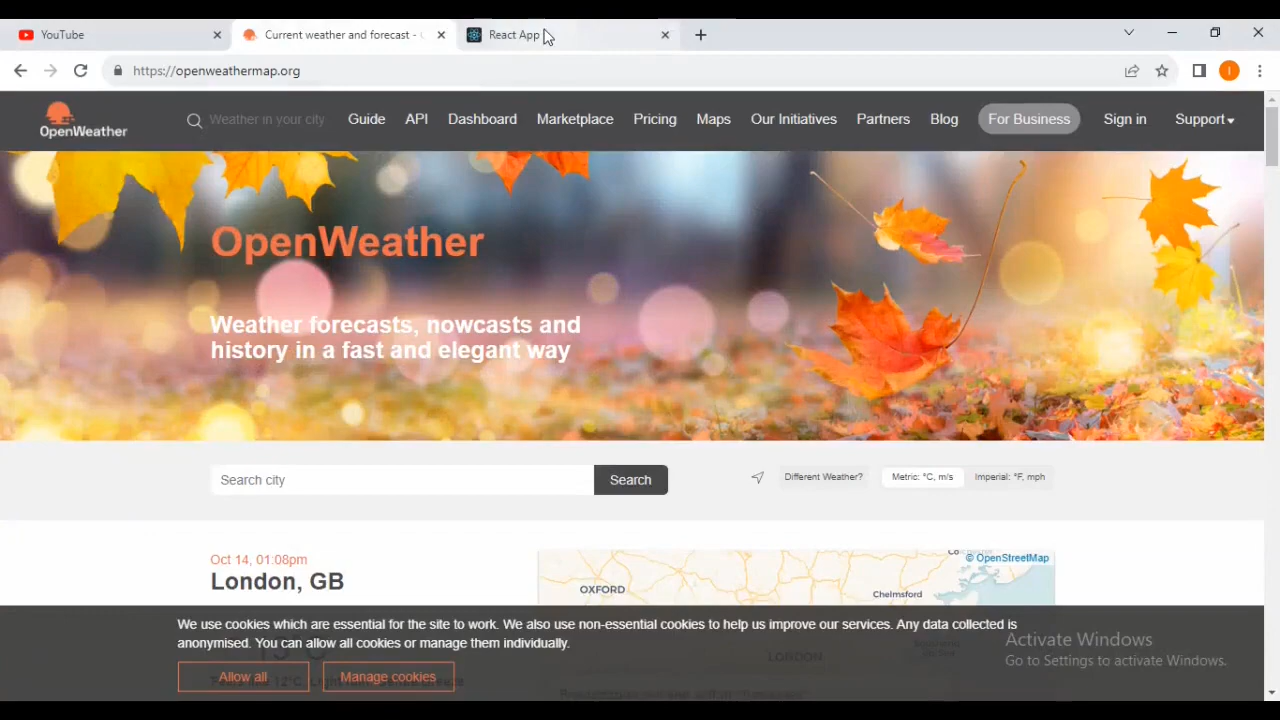 YouTube
Current weather and forecast -
React App
https://openweathermap.org
I
OpenWeather
Weather in your city
Guide
API
Dashboard
Marketplace
Pricing
Maps
Our Initiatives
Partners
Blog
For Business
Sign in
Support
OpenWeather
Weather forecasts, nowcasts and
history in a fast and elegant way
Search city
Search
Different Weather?
Metric: °C, m/s
Imperial: °F, mph
Oct 14, 01:08pm
London, GB
© OpenStreetMap
OXFORD
Chelmsford
LONDON
We use cookies which are essential for the site to work. We also use non-essential cookies to help us improve our services. Any data collected is
anonymised. You can allow all cookies or manage them individually.
Allow all
Manage cookies
Activate Windows
Go to Settings to activate Windows.